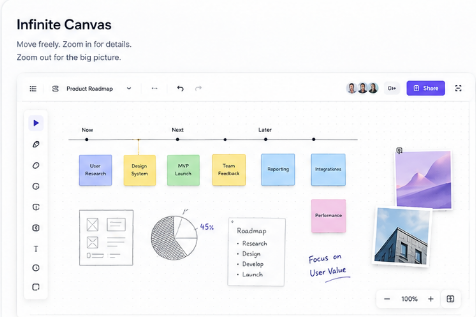 Infinite Canvas
Move freely. Zoom in for details.
Zoom out for the big picture.
Product Roadmap
Share
Now
Next
Later
User
Research
Design
System
MVP
Launch
Team
Feedback
Reporting
Integrations
Performance
45%
Roadmap
• Research
• Design
• Develop
• Launch
Focus on
User Value
100%